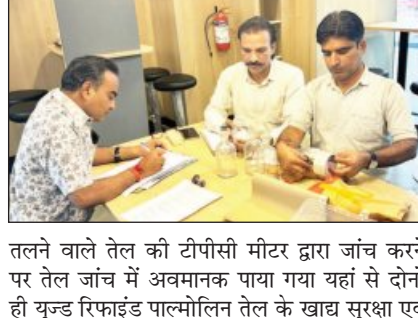 तलने वाले तेल की टीपीसी मीटर द्वारा जांच करने
पर तेल जांच में अवमानक पाया गया यहां से दोनों
ही यूज्ड रिफाइंड पाल्मोलिन तेल के खाद्य सुरक्षा एवं